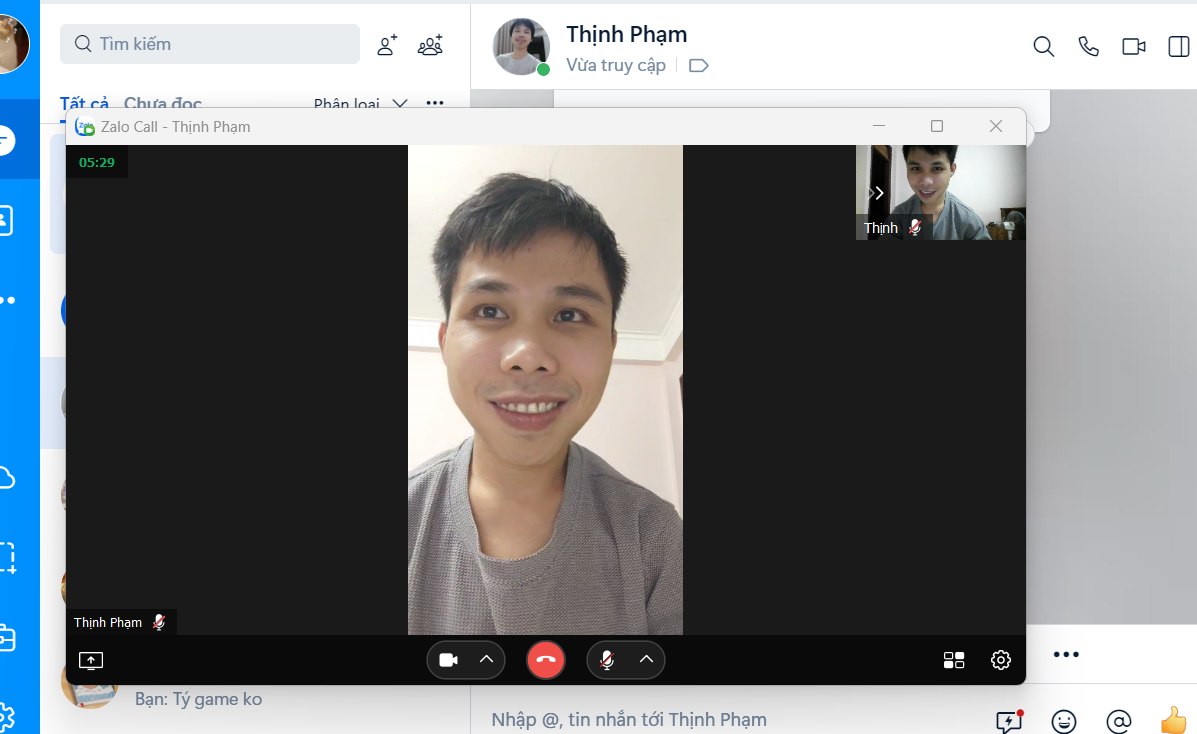 Tìm kiếm
Thịnh Phạm
Vừa truy cập
Tất cả Chưa đọc Phân loại
Zalo Call - Thịnh Phạm
05:29
Thịnh
Thịnh Phạm
Bạn: Tý game ko
Nhập @, tin nhắn tới Thịnh Phạm